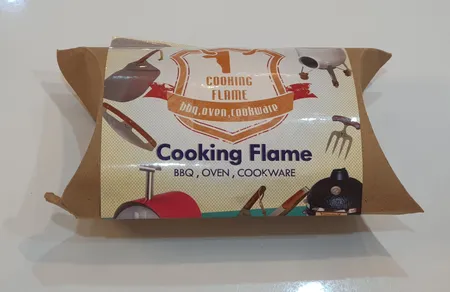 COOKING
FLAME
bbq,oven,cookware
Cooking Flame
BBQ , OVEN , COOKWARE